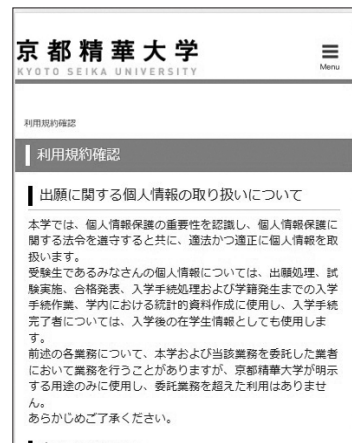 京都精華大学
KYOTO SEIKA UNIVERSITY
Menu
利用規約確認
利用規約確認
出願に関する個人情報の取り扱いについて
本学では、個人情報保護の重要性を認識し、個人情報保護に
関する法令を遵守すると共に、適法かつ適正に個人情報を取
扱います。
受験生であるみなさんの個人情報については、出願処理、試
験実施、合格発表、入学手続処理および学籍発生までの入学
手続作業、学内における統計的資料作成に使用し、入学手続
完了者については、入学後の在学生情報としても使用しま
す。
前述の各業務について、本学および当該業務を委託した業者
において業務を行うことがありますが、京都精華大学が明示
する用途のみに使用し、委託業務を超えた利用はありませ
ん。
あらかじめご了承ください。